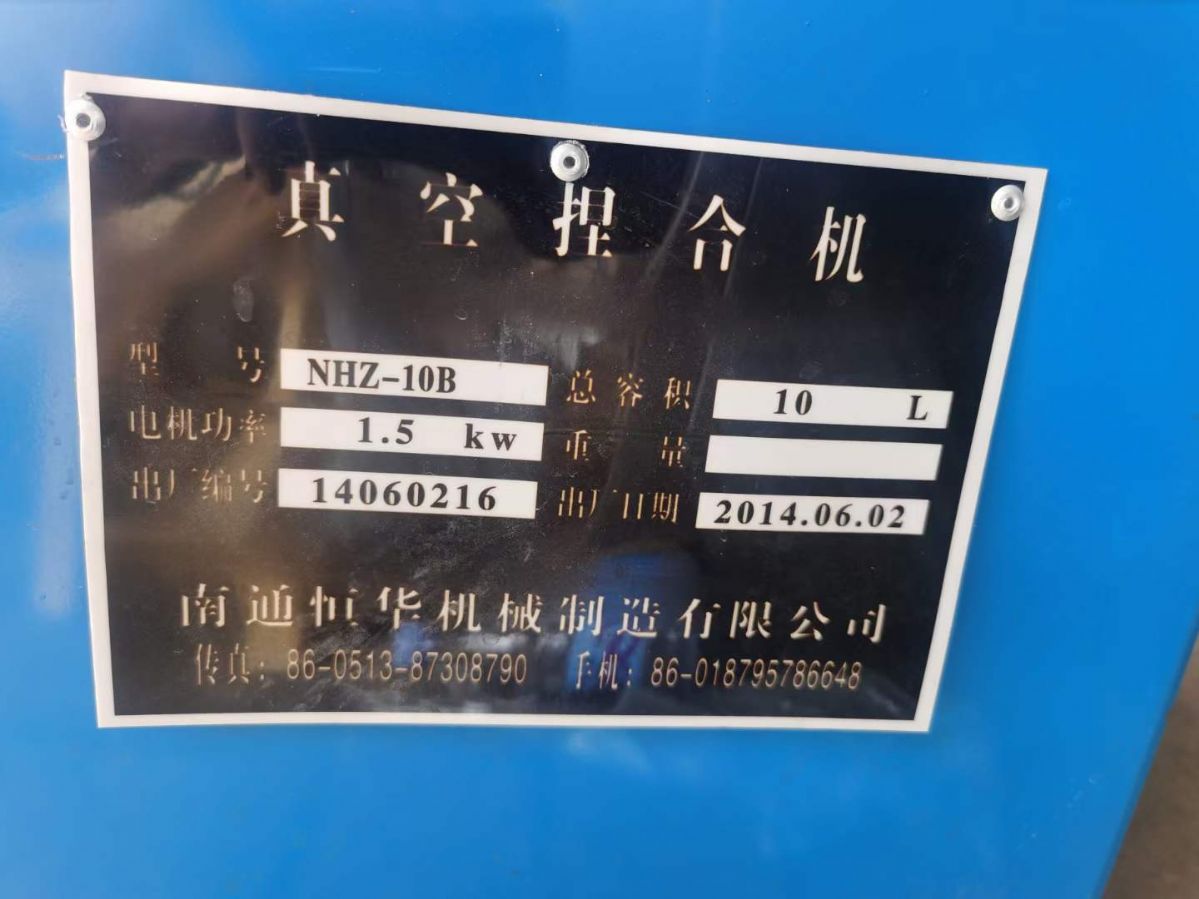 真空捏合机
型号 NHZ-10B 总容积 10 L
电机功率 1.5 kw 重量
出厂编号 14060216 出厂日期 2014.06.02
南通恒华机械制造有限公司
传真: 86-0513-87308790 手机: 86-018795786648